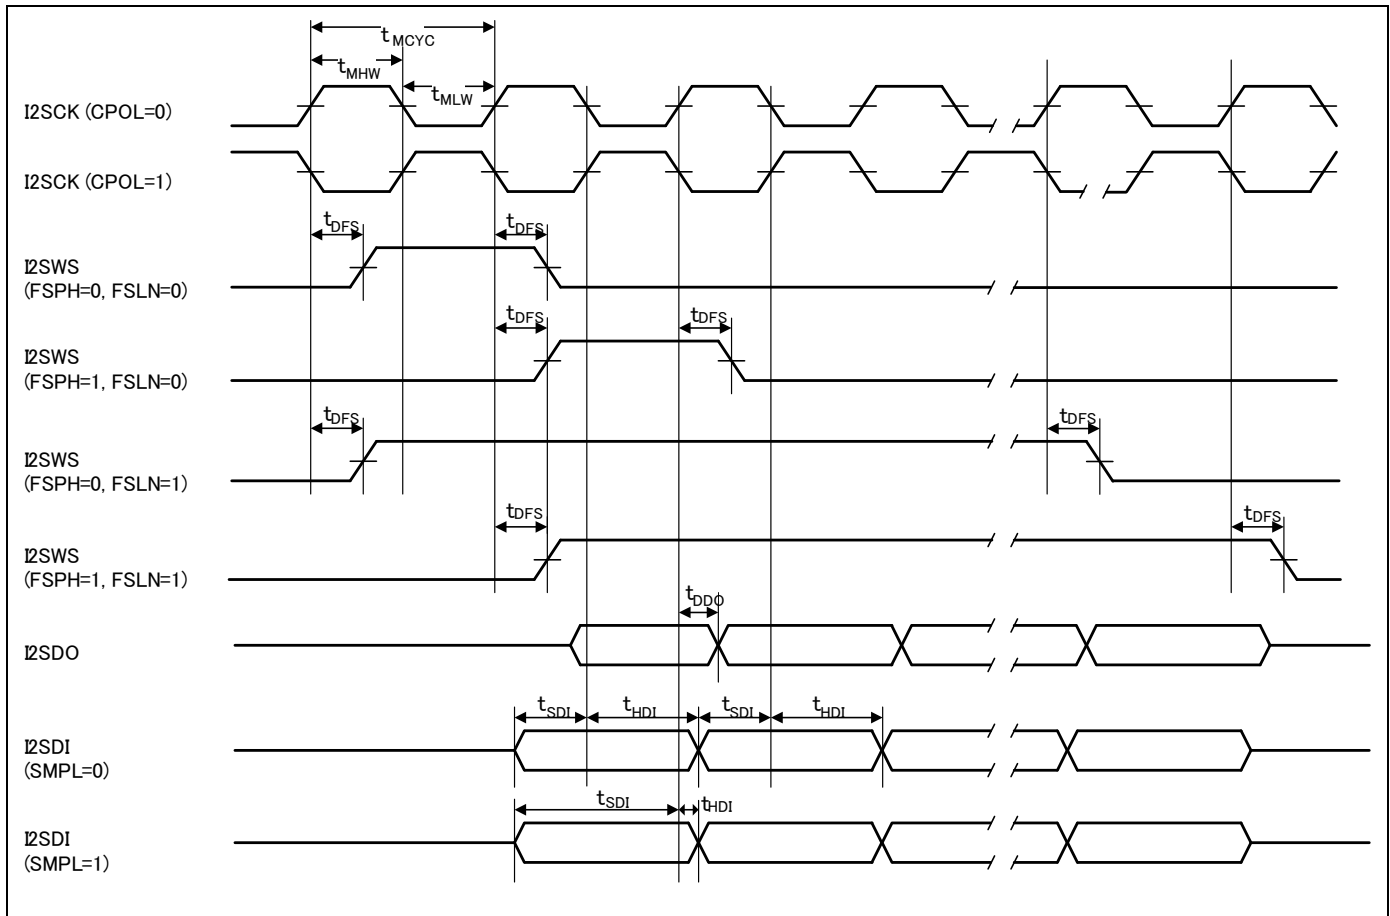 tMCYC
tMHW
tMLW
I2SCK (CPOL=0)
I2SCK (CPOL=1)
tDFS tDFS
I2SWS
(FSPH=0, FSLN=0)
tDFS tDFS
I2SWS
(FSPH=1, FSLN=0)
tDFS tDFS
I2SWS
(FSPH=0, FSLN=1)
tDFS tDFS
I2SWS
(FSPH=1, FSLN=1)
tDDO
I2SDO
tSDI tHDI tSDI tHDI
I2SDI
(SMPL=0)
tSDI tHDI
I2SDI
(SMPL=1)